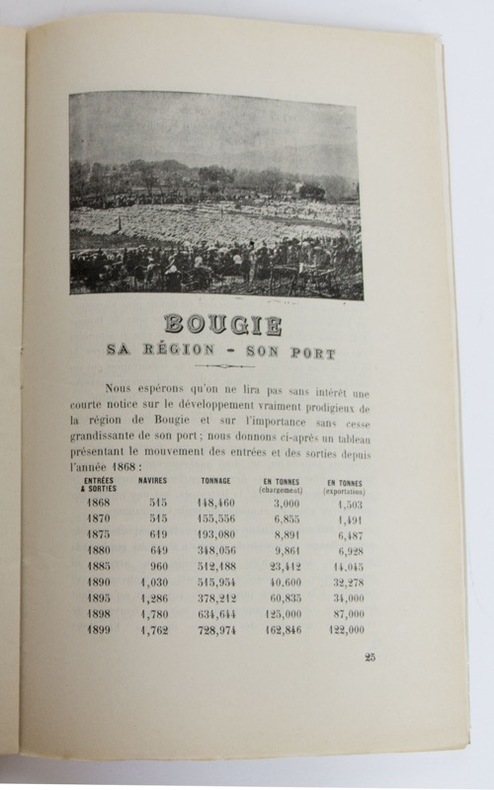 BOUGIE
SA RÉGION - SON PORT
Nous espérons qu'on ne lira pas sans intérêt une
courte notice sur le développement vraiment prodigieux de
la région de Bougie et sur l'importance sans cesse
grandissante de son port ; nous donnons ci-après un tableau
présentant le mouvement des entrées et des sorties depuis
l'année 1868 :
ENTRÉES & SORTIES NAVIRES TONNAGE EN TONNES (chargement) EN TONNES (exportation)
1868 515 148,460 3,000 1,503
1870 515 155,556 6,855 1,491
1875 619 193,080 8,891 6,487
1880 649 348,056 9,861 6,928
1885 960 512,188 23,412 14,045
1890 1,030 515,954 40,600 32,278
1895 1,286 378,212 60,835 34,000
1898 1,780 634,644 125,000 87,000
1899 1,762 728,974 162,846 122,000
25